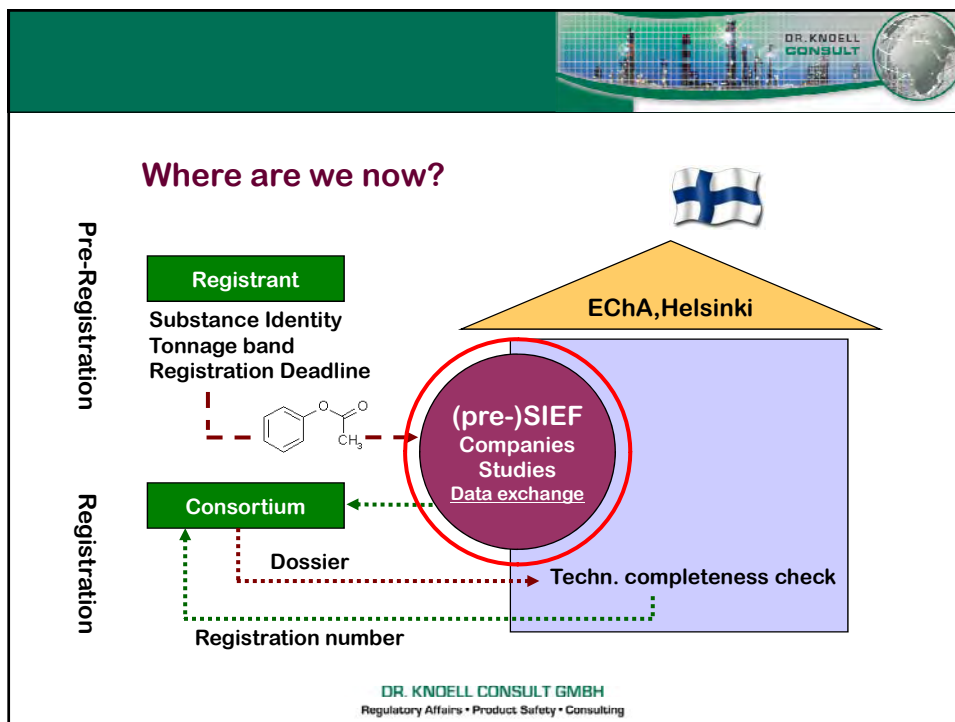 DR. KNOELL
CONSULT
Where are we now?
Pre-Registration
Registrant
Substance Identity
Tonnage band
Registration Deadline
O
O
CH3
EChA,Helsinki
(pre-)SIEF
Companies
Studies
Data exchange
Registration
Consortium
Dossier
Techn. completeness check
Registration number
DR. KNOELL CONSULT GMBH
Regulatory Affairs • Product Safety • Consulting